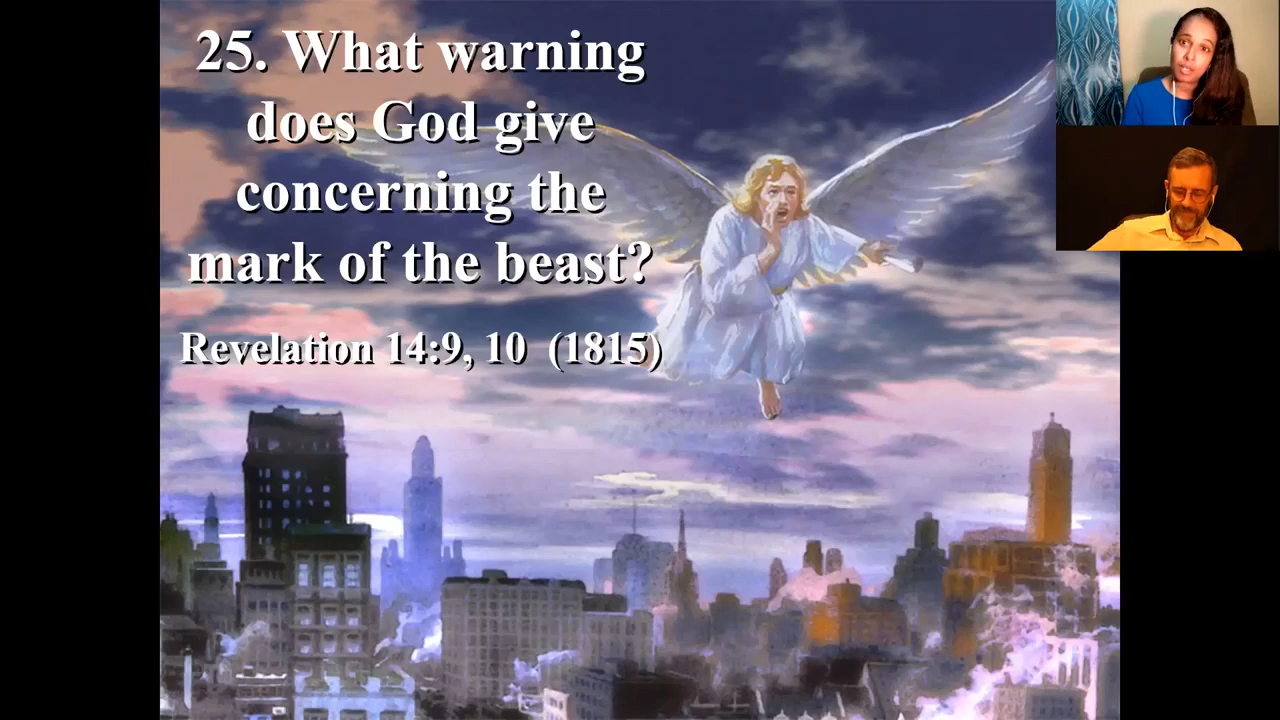 25. What warning
does God give
concerning the
mark of the beast?
Revelation 14:9, 10 (1815)